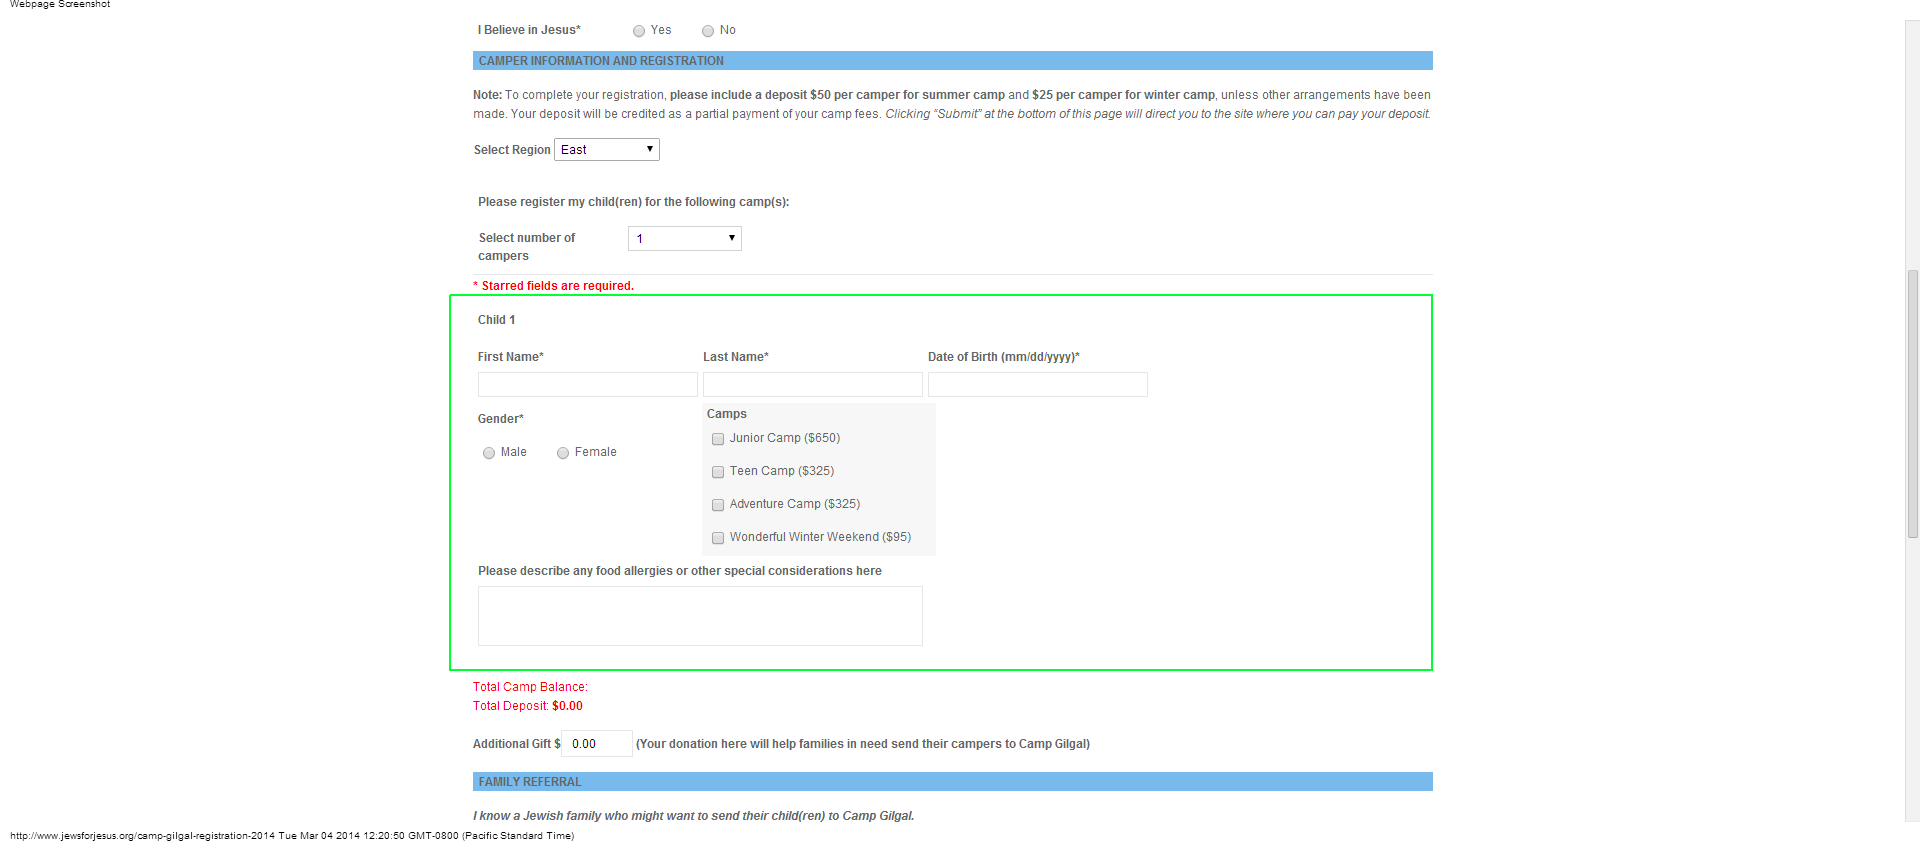 Webpage Screenshot
I Believe in Jesus* Yes No
CAMPER INFORMATION AND REGISTRATION
Note: To complete your registration, please include a deposit $50 per camper for summer camp and $25 per camper for winter camp, unless other arrangements have been
made. Your deposit will be credited as a partial payment of your camp fees. Clicking “Submit” at the bottom of this page will direct you to the site where you can pay your deposit.
Select Region East
Please register my child(ren) for the following camp(s):
Select number of
campers
1
* Starred fields are required.
Child 1
First Name* Last Name* Date of Birth (mm/dd/yyyy)*
Gender*
Male Female
Camps
Junior Camp ($650)
Teen Camp ($325)
Adventure Camp ($325)
Wonderful Winter Weekend ($95)
Please describe any food allergies or other special considerations here
Total Camp Balance:
Total Deposit: $0.00
Additional Gift $ 0.00 (Your donation here will help families in need send their campers to Camp Gilgal)
FAMILY REFERRAL
I know a Jewish family who might want to send their child(ren) to Camp Gilgal.
http://www.jewsforjesus.org/camp-gilgal-registration-2014 Tue Mar 04 2014 12:20:50 GMT-0800 (Pacific Standard Time)